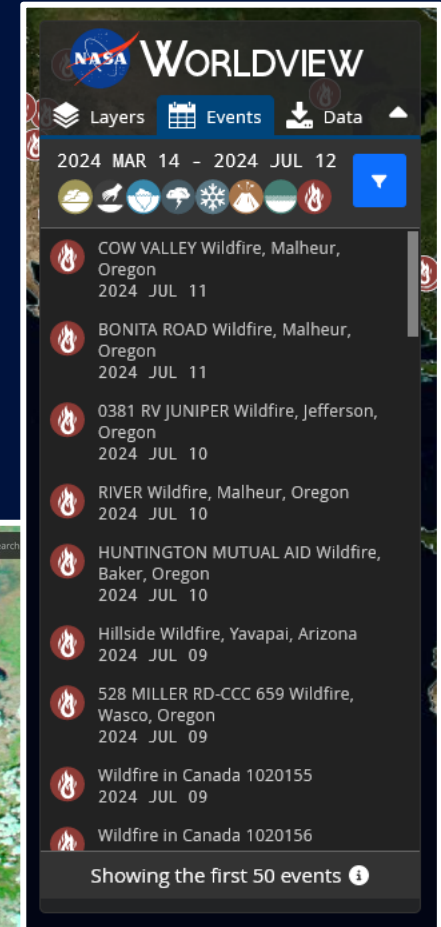 NASA WORLDVIEW
Layers Events Data
2024 MAR 14 - 2024 JUL 12
COW VALLEY Wildfire, Malheur,
Oregon
2024 JUL 11
BONITA ROAD Wildfire, Malheur,
Oregon
2024 JUL 11
0381 RV JUNIPER Wildfire, Jefferson,
Oregon
2024 JUL 10
RIVER Wildfire, Malheur, Oregon
2024 JUL 10
HUNTINGTON MUTUAL AID Wildfire,
Baker, Oregon
2024 JUL 10
earch
Hillside Wildfire, Yavapai, Arizona
2024 JUL 09
528 MILLER RD-CCC 659 Wildfire,
Wasco, Oregon
2024 JUL 09
Wildfire in Canada 1020155
2024 JUL 09
Wildfire in Canada 1020156
Showing the first 50 events